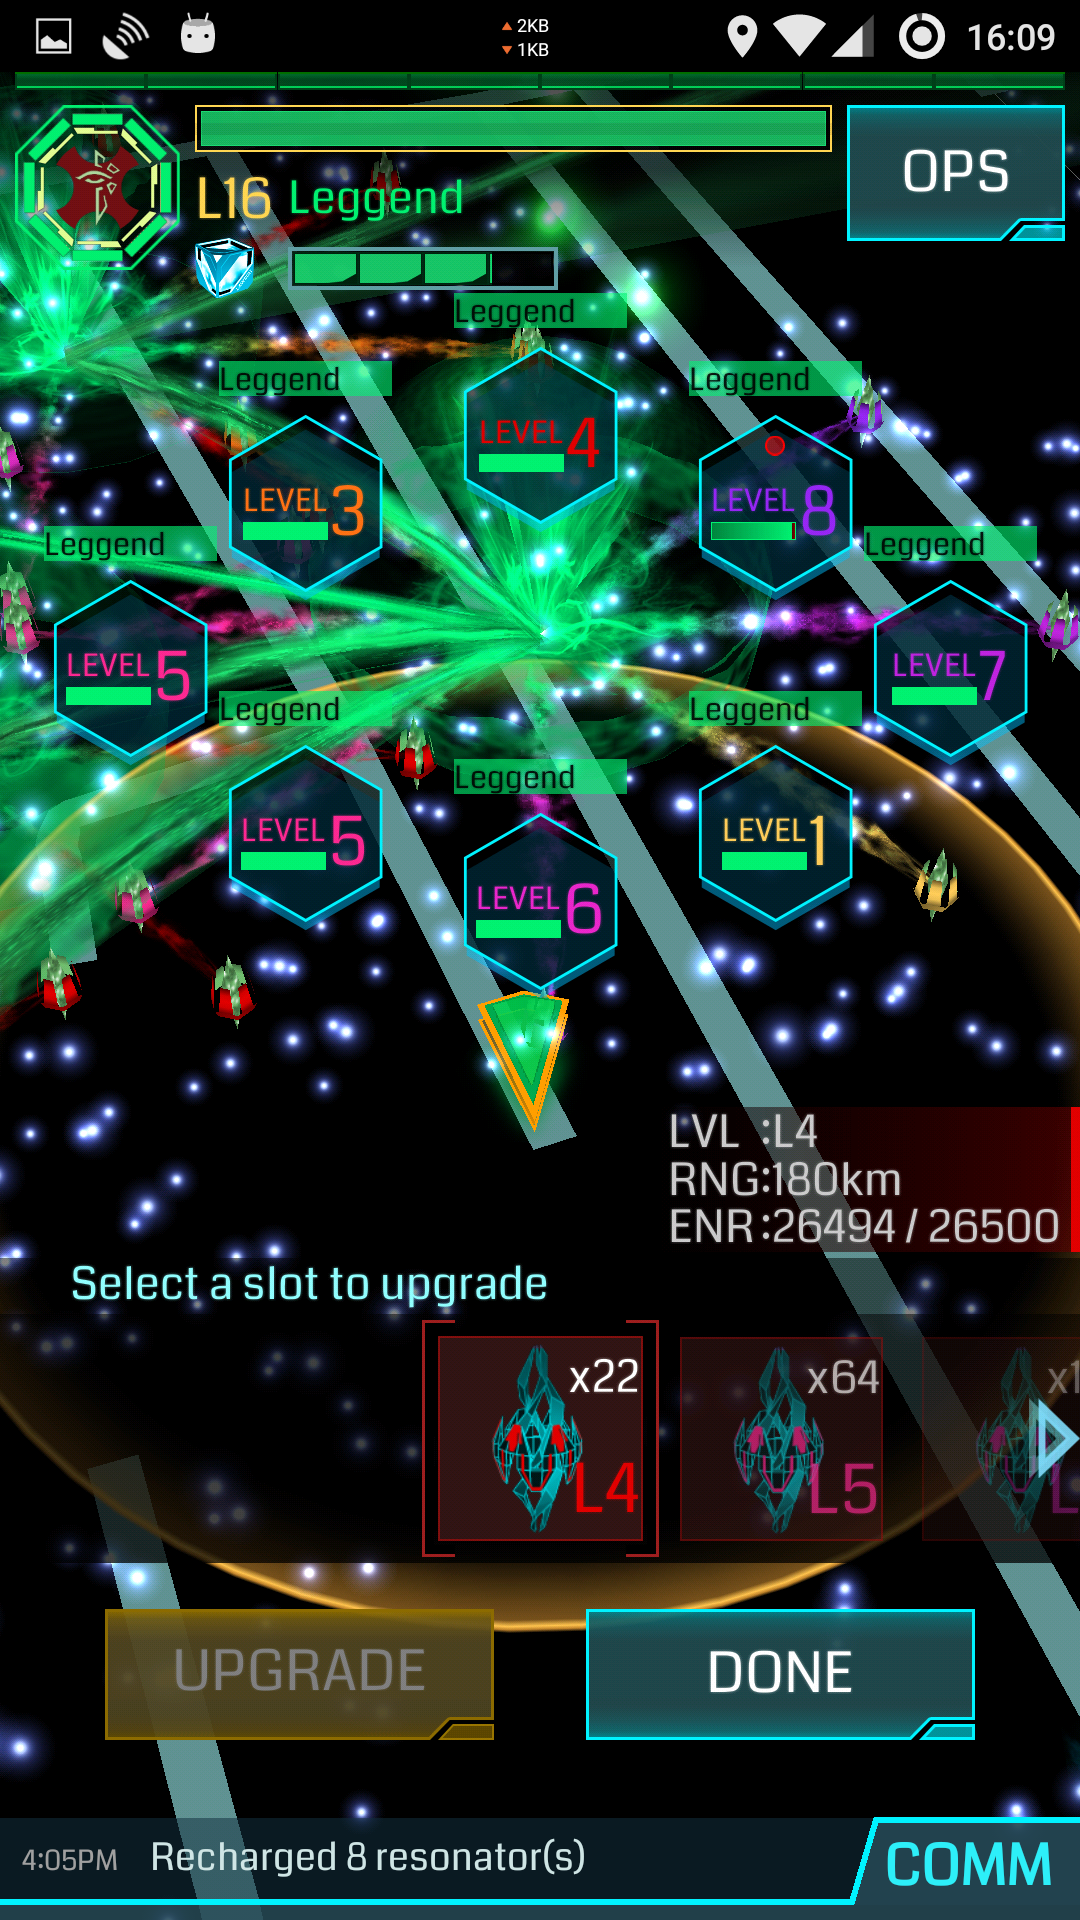 2KB
1KB
16:09
OPS
L16 Leggend
Leggend
Leggend
Leggend
LEVEL 4
LEVEL 3
LEVEL 8
Leggend
Leggend
LEVEL 5
LEVEL 7
Leggend
Leggend
Leggend
LEVEL 5
LEVEL 1
LEVEL 6
LVL :L4
RNG:180km
ENR :26494 / 26500
Select a slot to upgrade
x22
x64
L4
L5
UPGRADE
DONE
4:05PM Recharged 8 resonator(s)
COMM